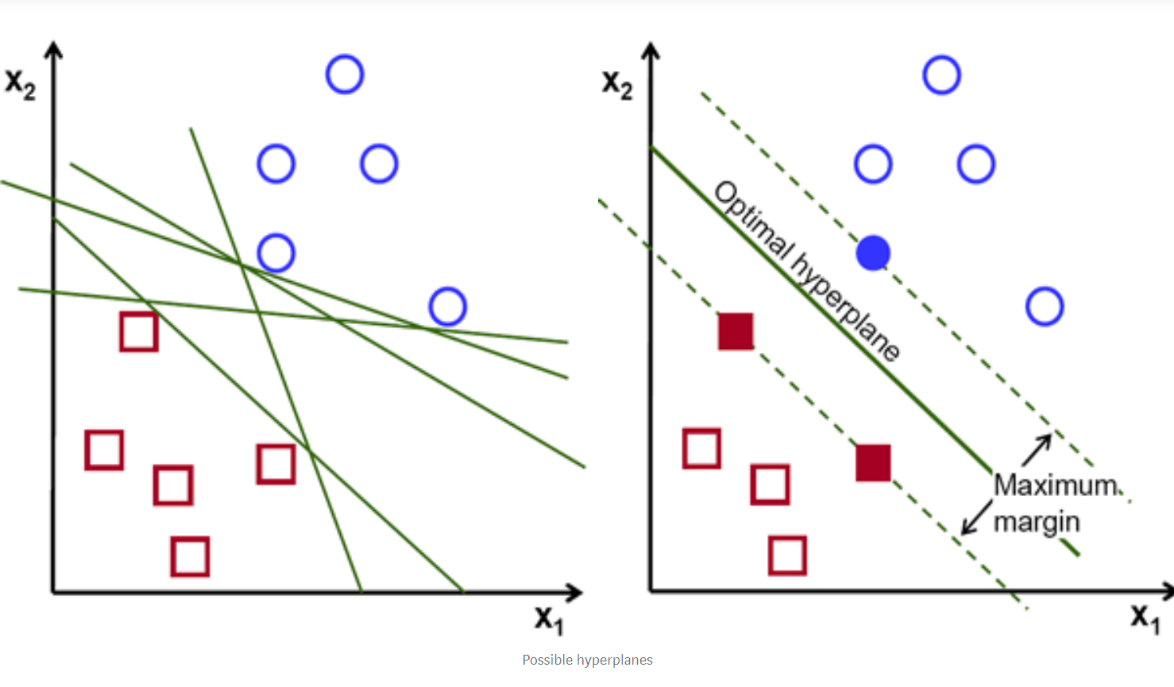 x₂
x₁
x₂
Optimal hyperplane
Maximum
margin
x₁
Possible hyperplanes